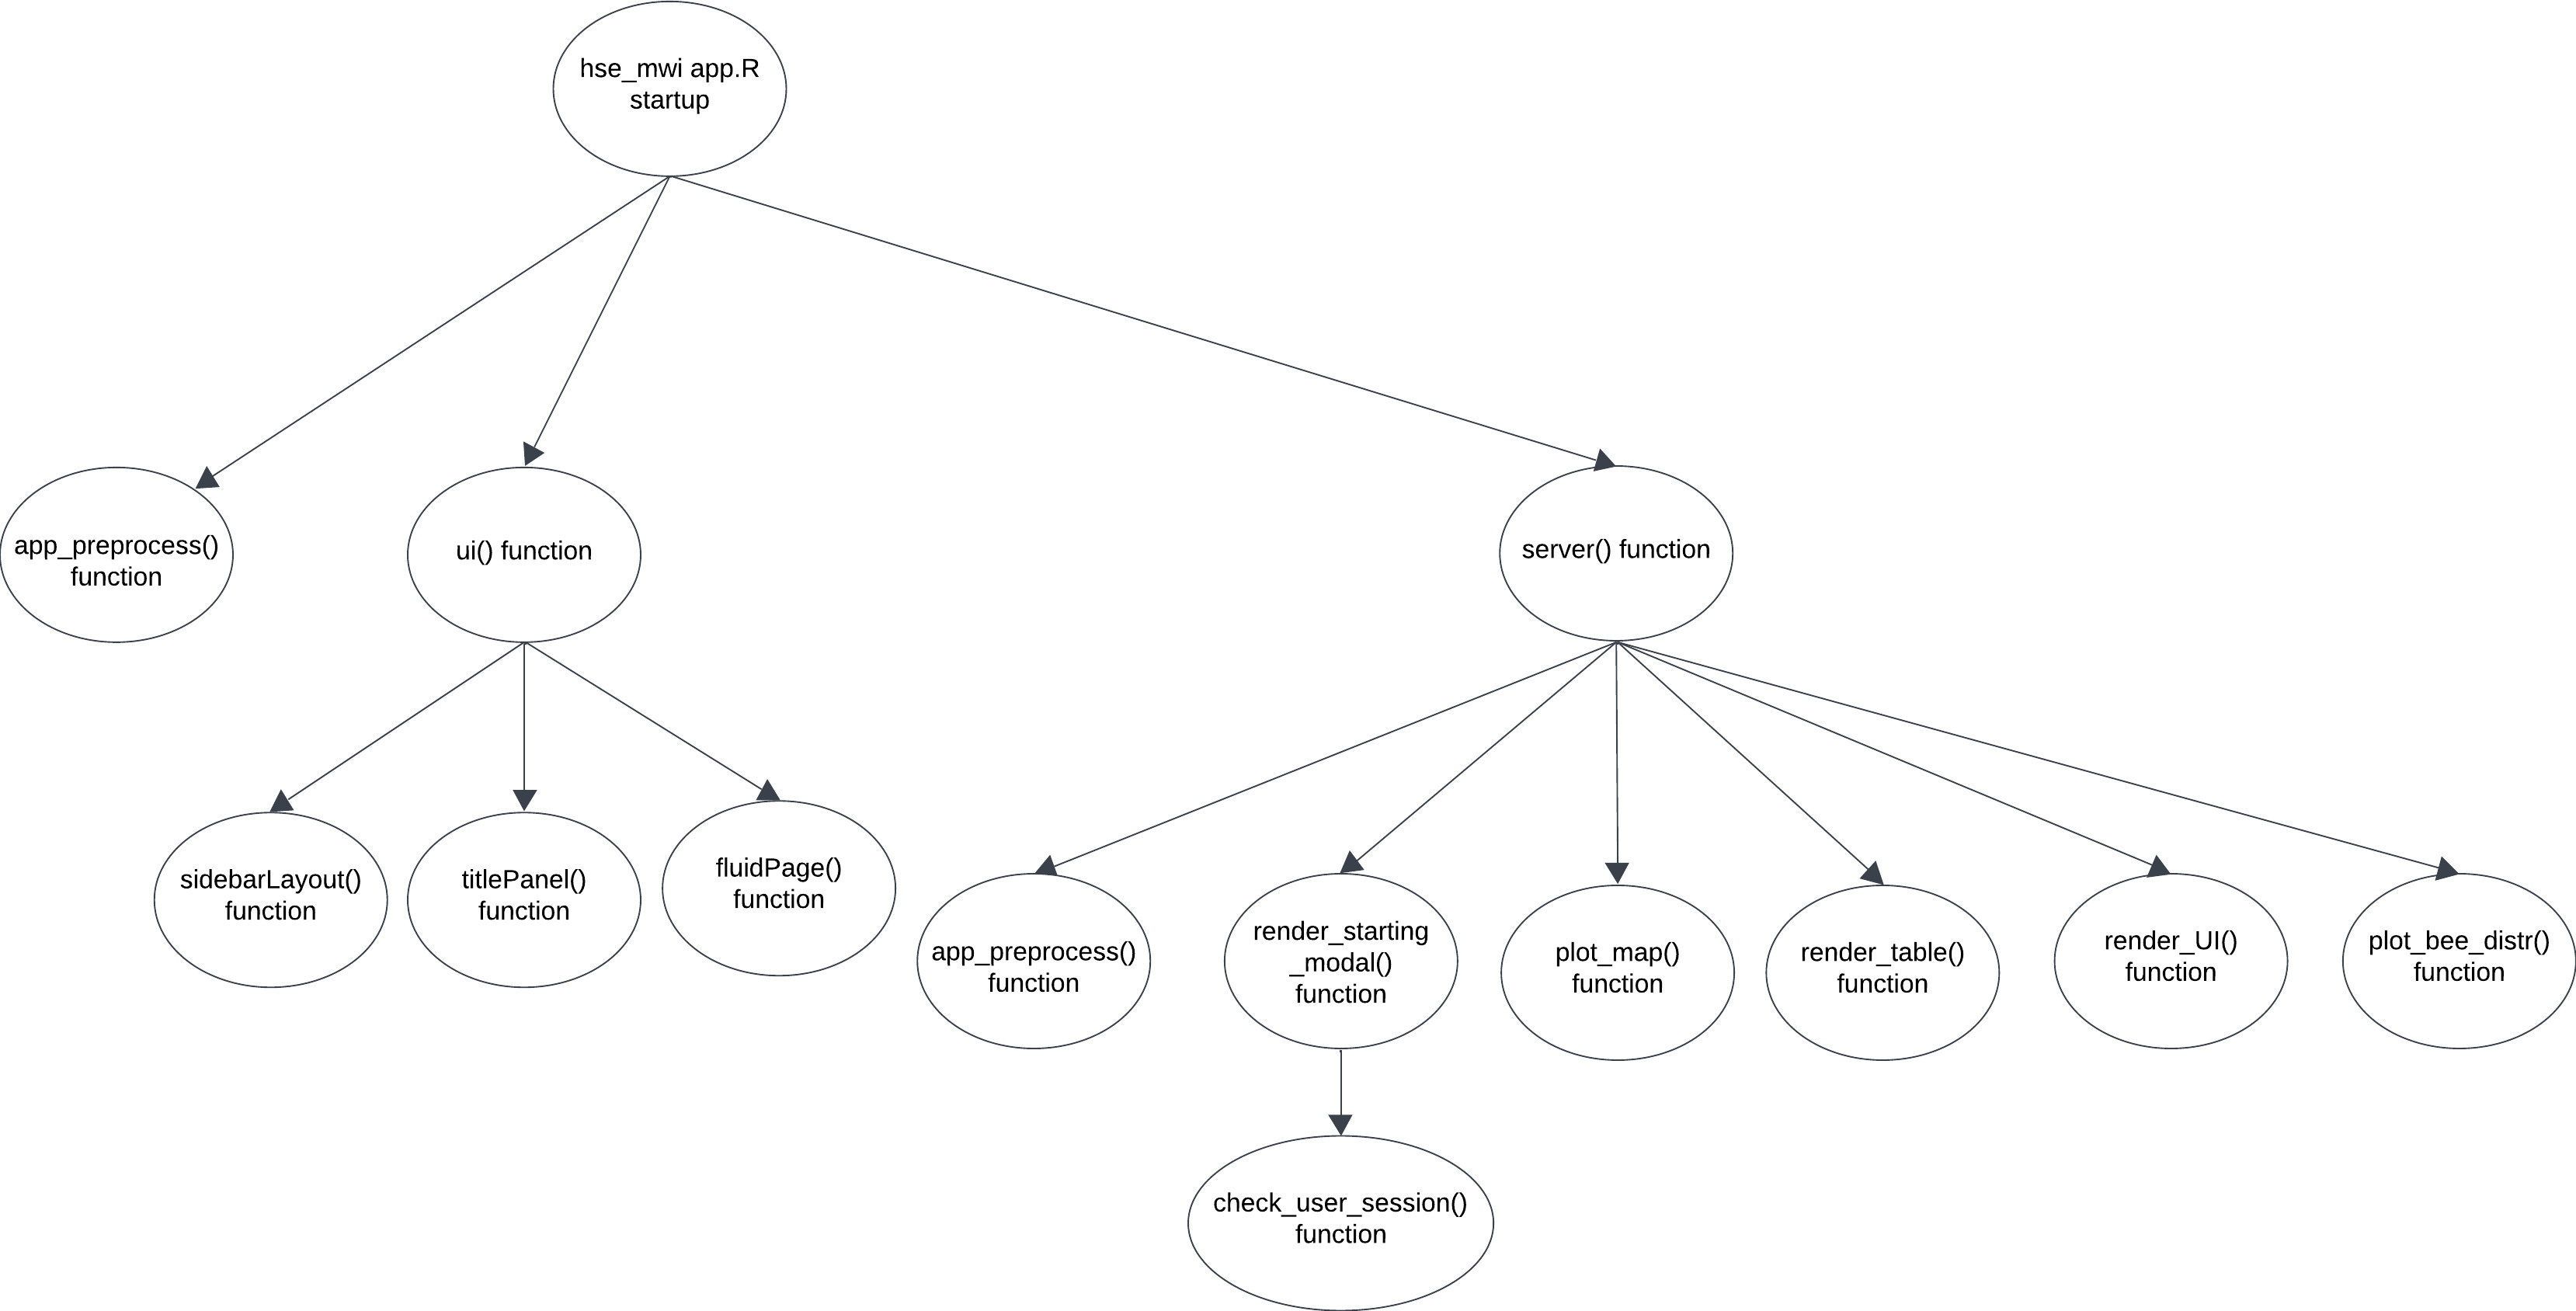 hse_mwi app.R
startup
app_preprocess()
function
ui() function
server() function
sidebarLayout()
function
titlePanel()
function
fluidPage()
function
app_preprocess()
function
render_starting
_modal()
function
plot_map()
function
render_table()
function
render_UI()
function
plot_bee_distr()
function
check_user_session()
function